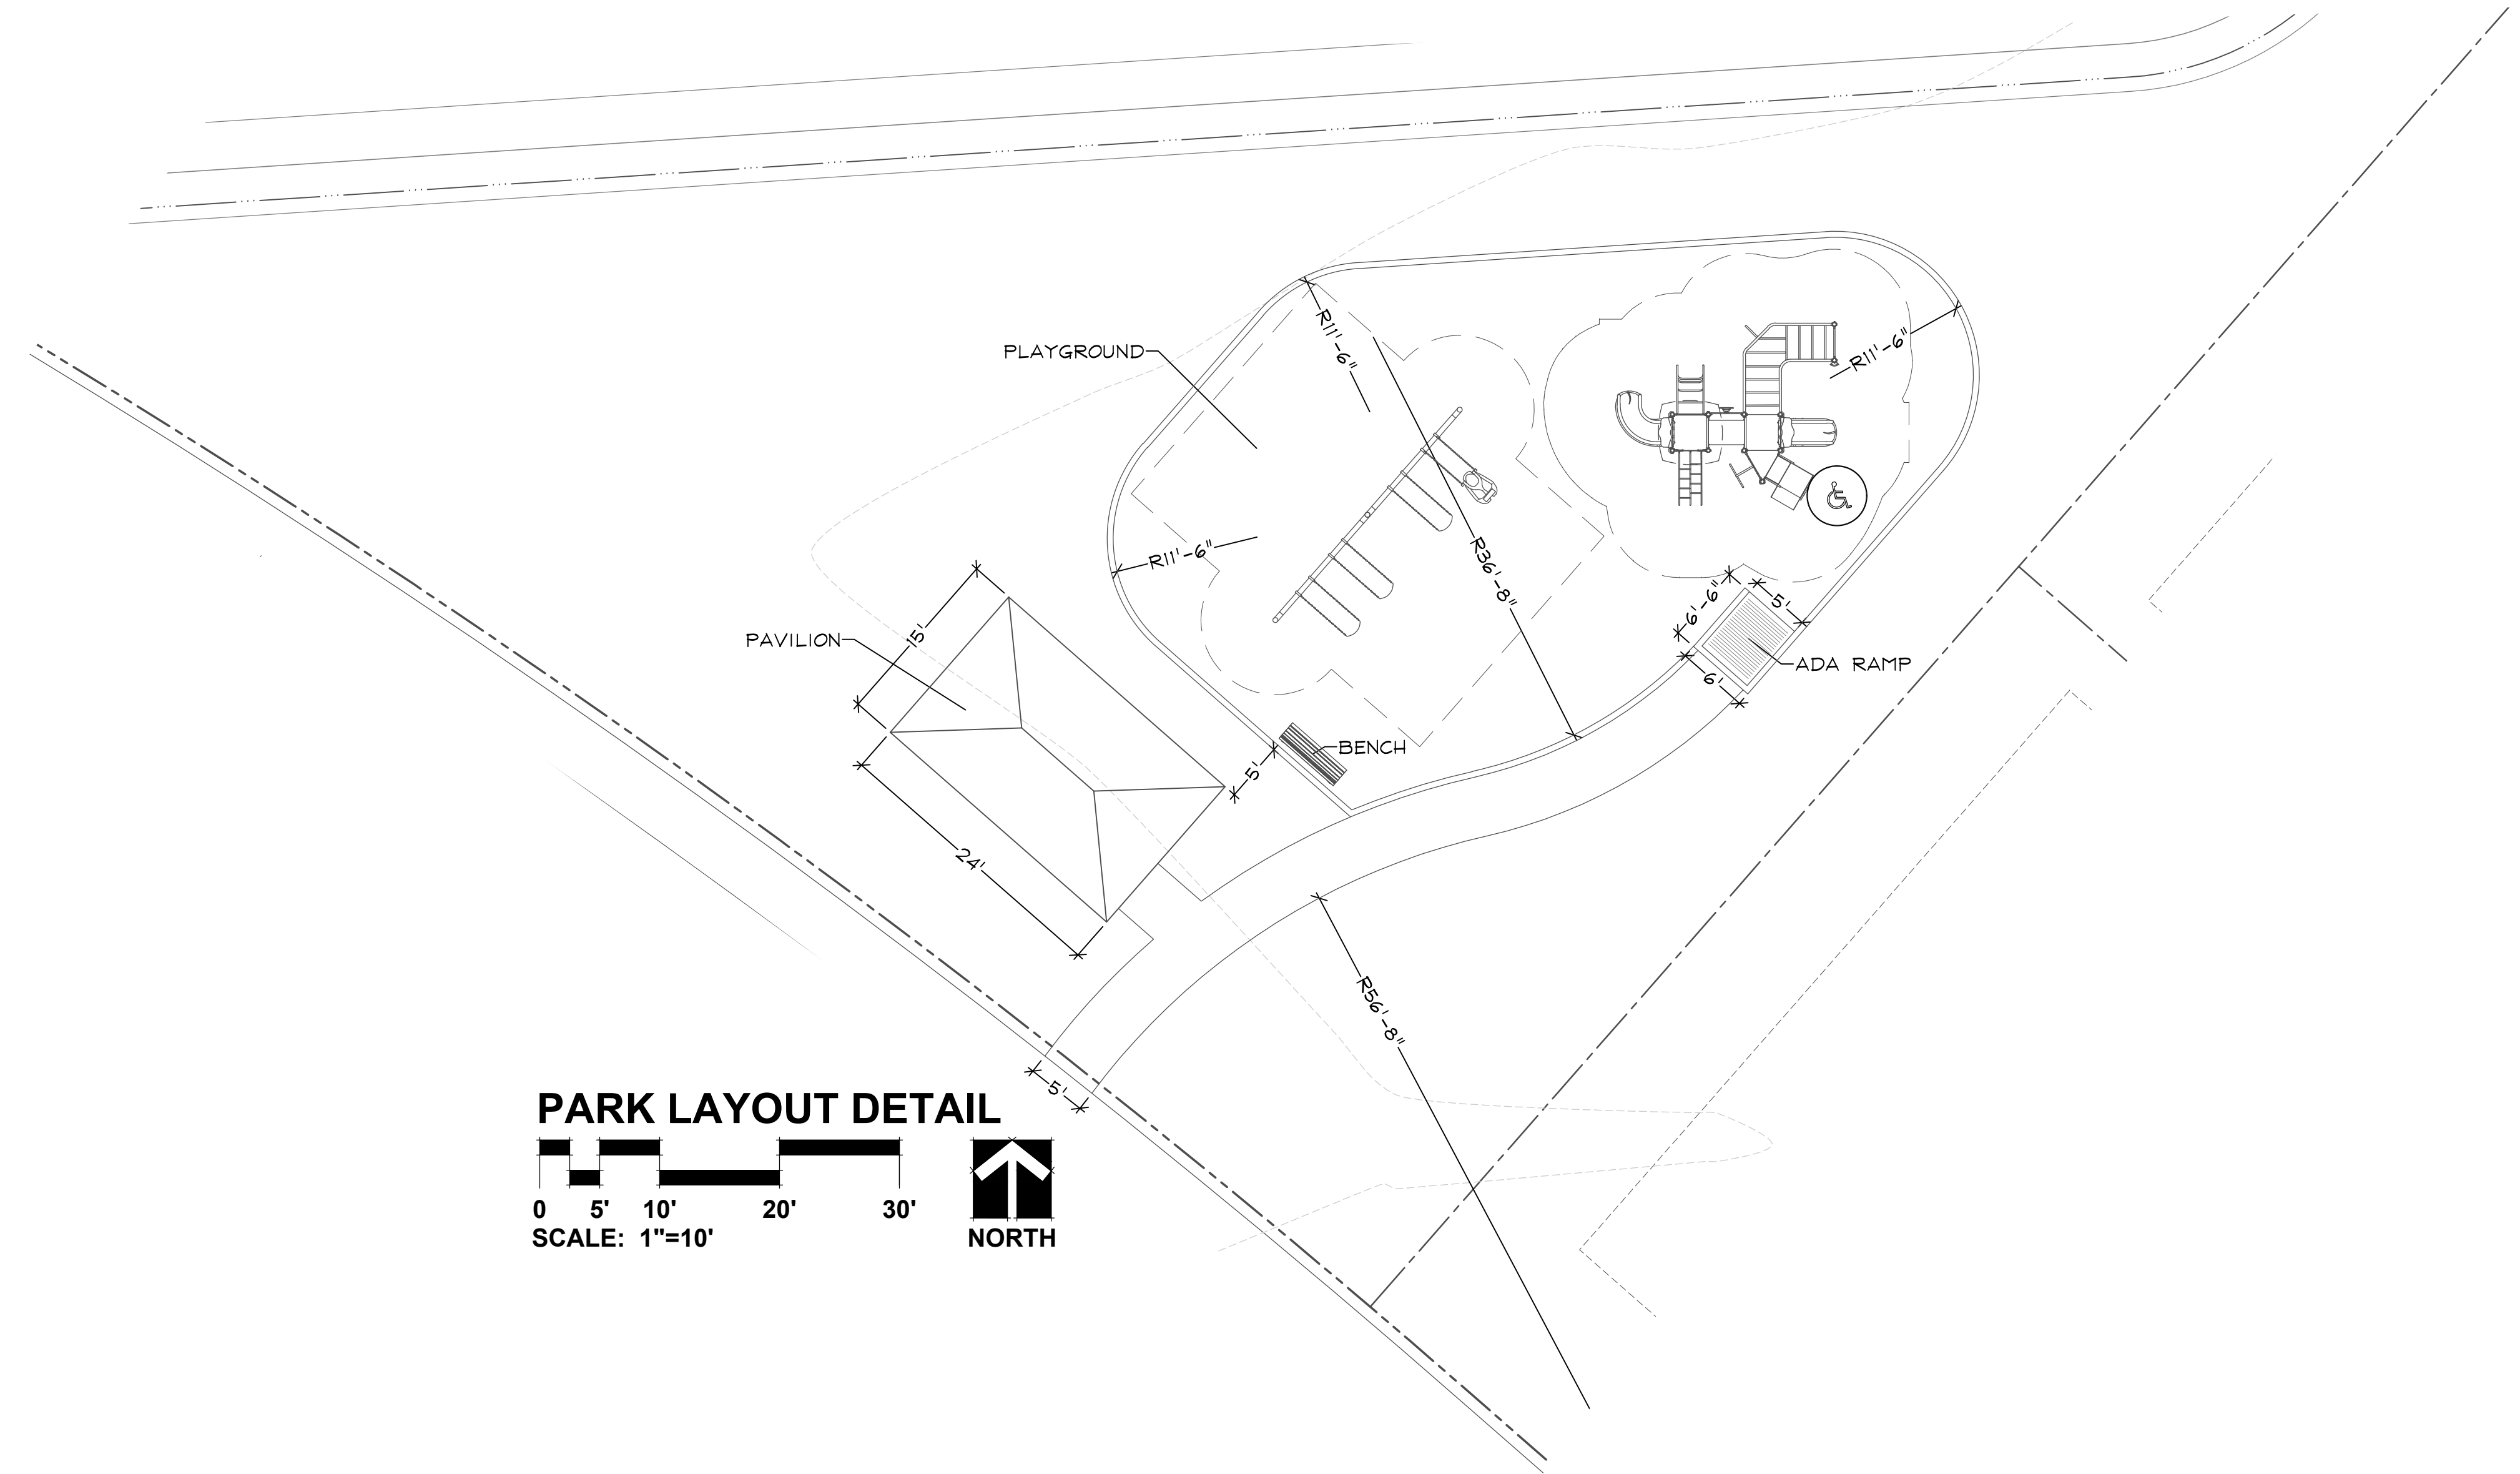 PLAYGROUND
R11'-6"
R11'-6"
R11'-6"
R36'-8"
PAVILION
15'
24'
5'
BENCH
6'-6"
5'
6'
ADA RAMP
R56'-8"
5'
PARK LAYOUT DETAIL
0 5' 10' 20' 30'
SCALE: 1"=10'
NORTH